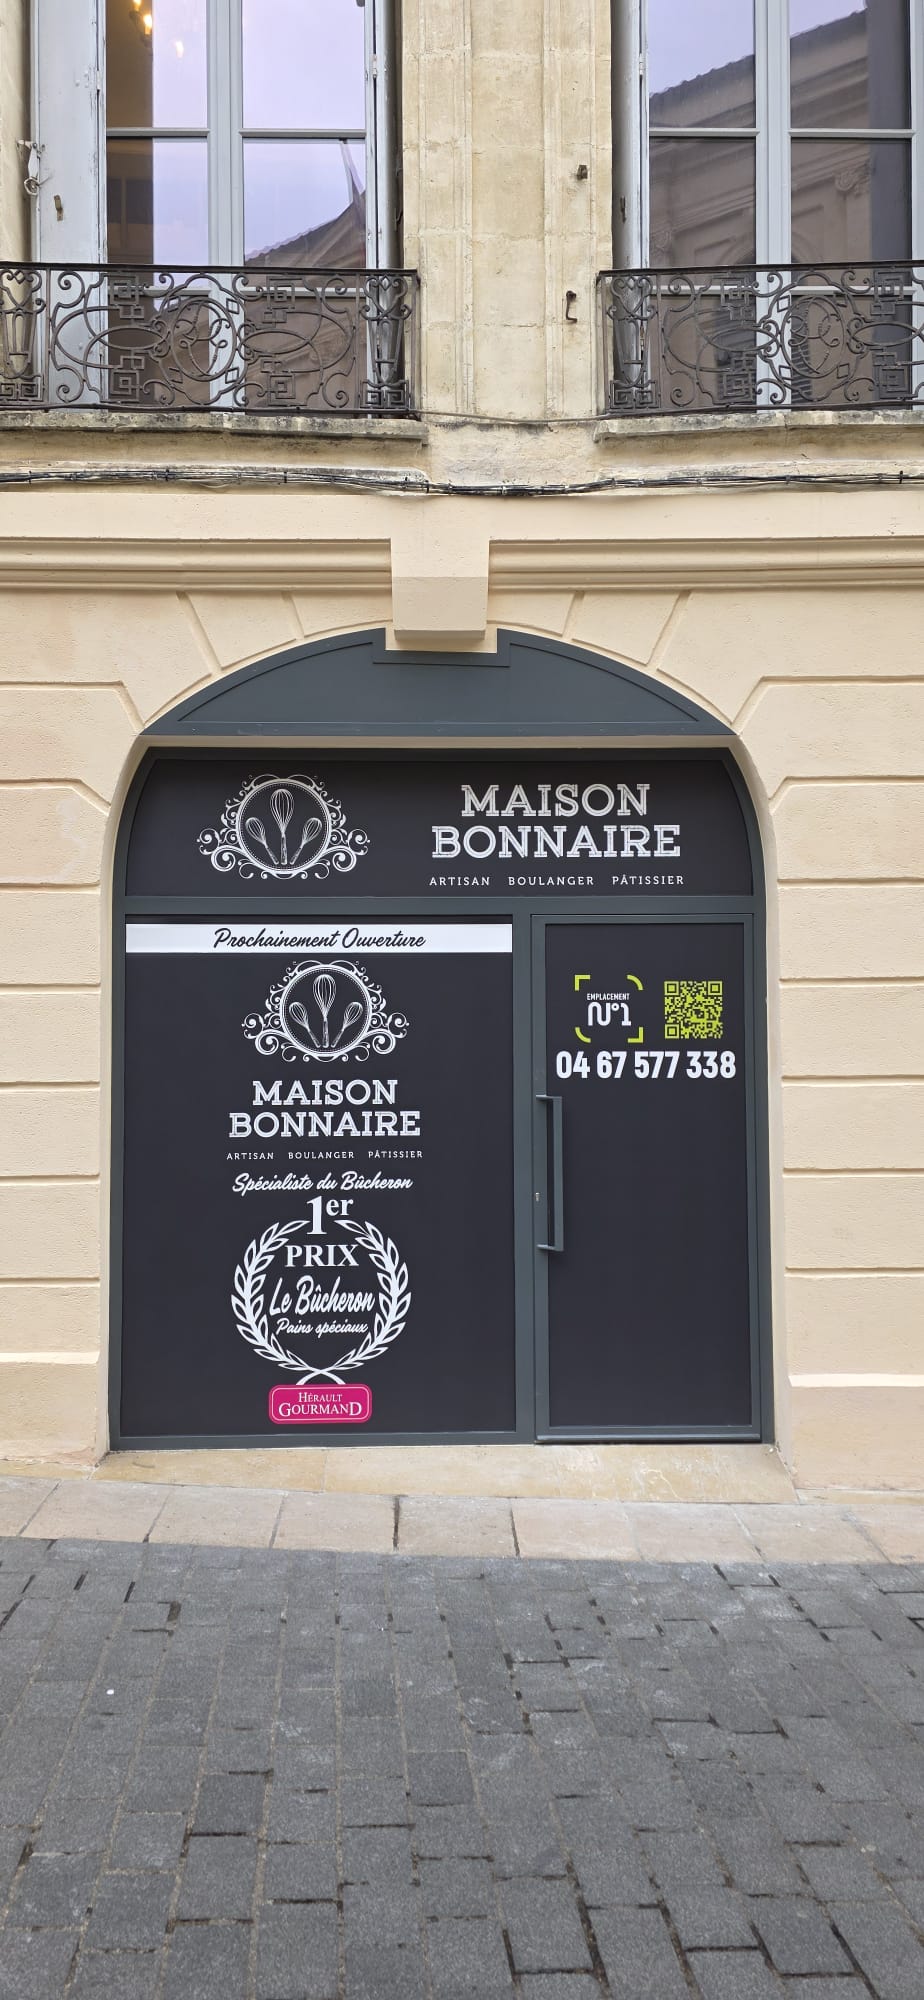 MAISON
BONNAIRE
ARTISAN BOULANGER PÂTISSIER
Prochainement Ouverture
MAISON
BONNAIRE
ARTISAN BOULANGER PÂTISSIER
Spécialiste du Bûcheron
1er
PRIX
Le Bûcheron
Pains spéciaux
HÉRAULT
GOURMAND
EMPLACEMENT
N°1
04 67 577 338